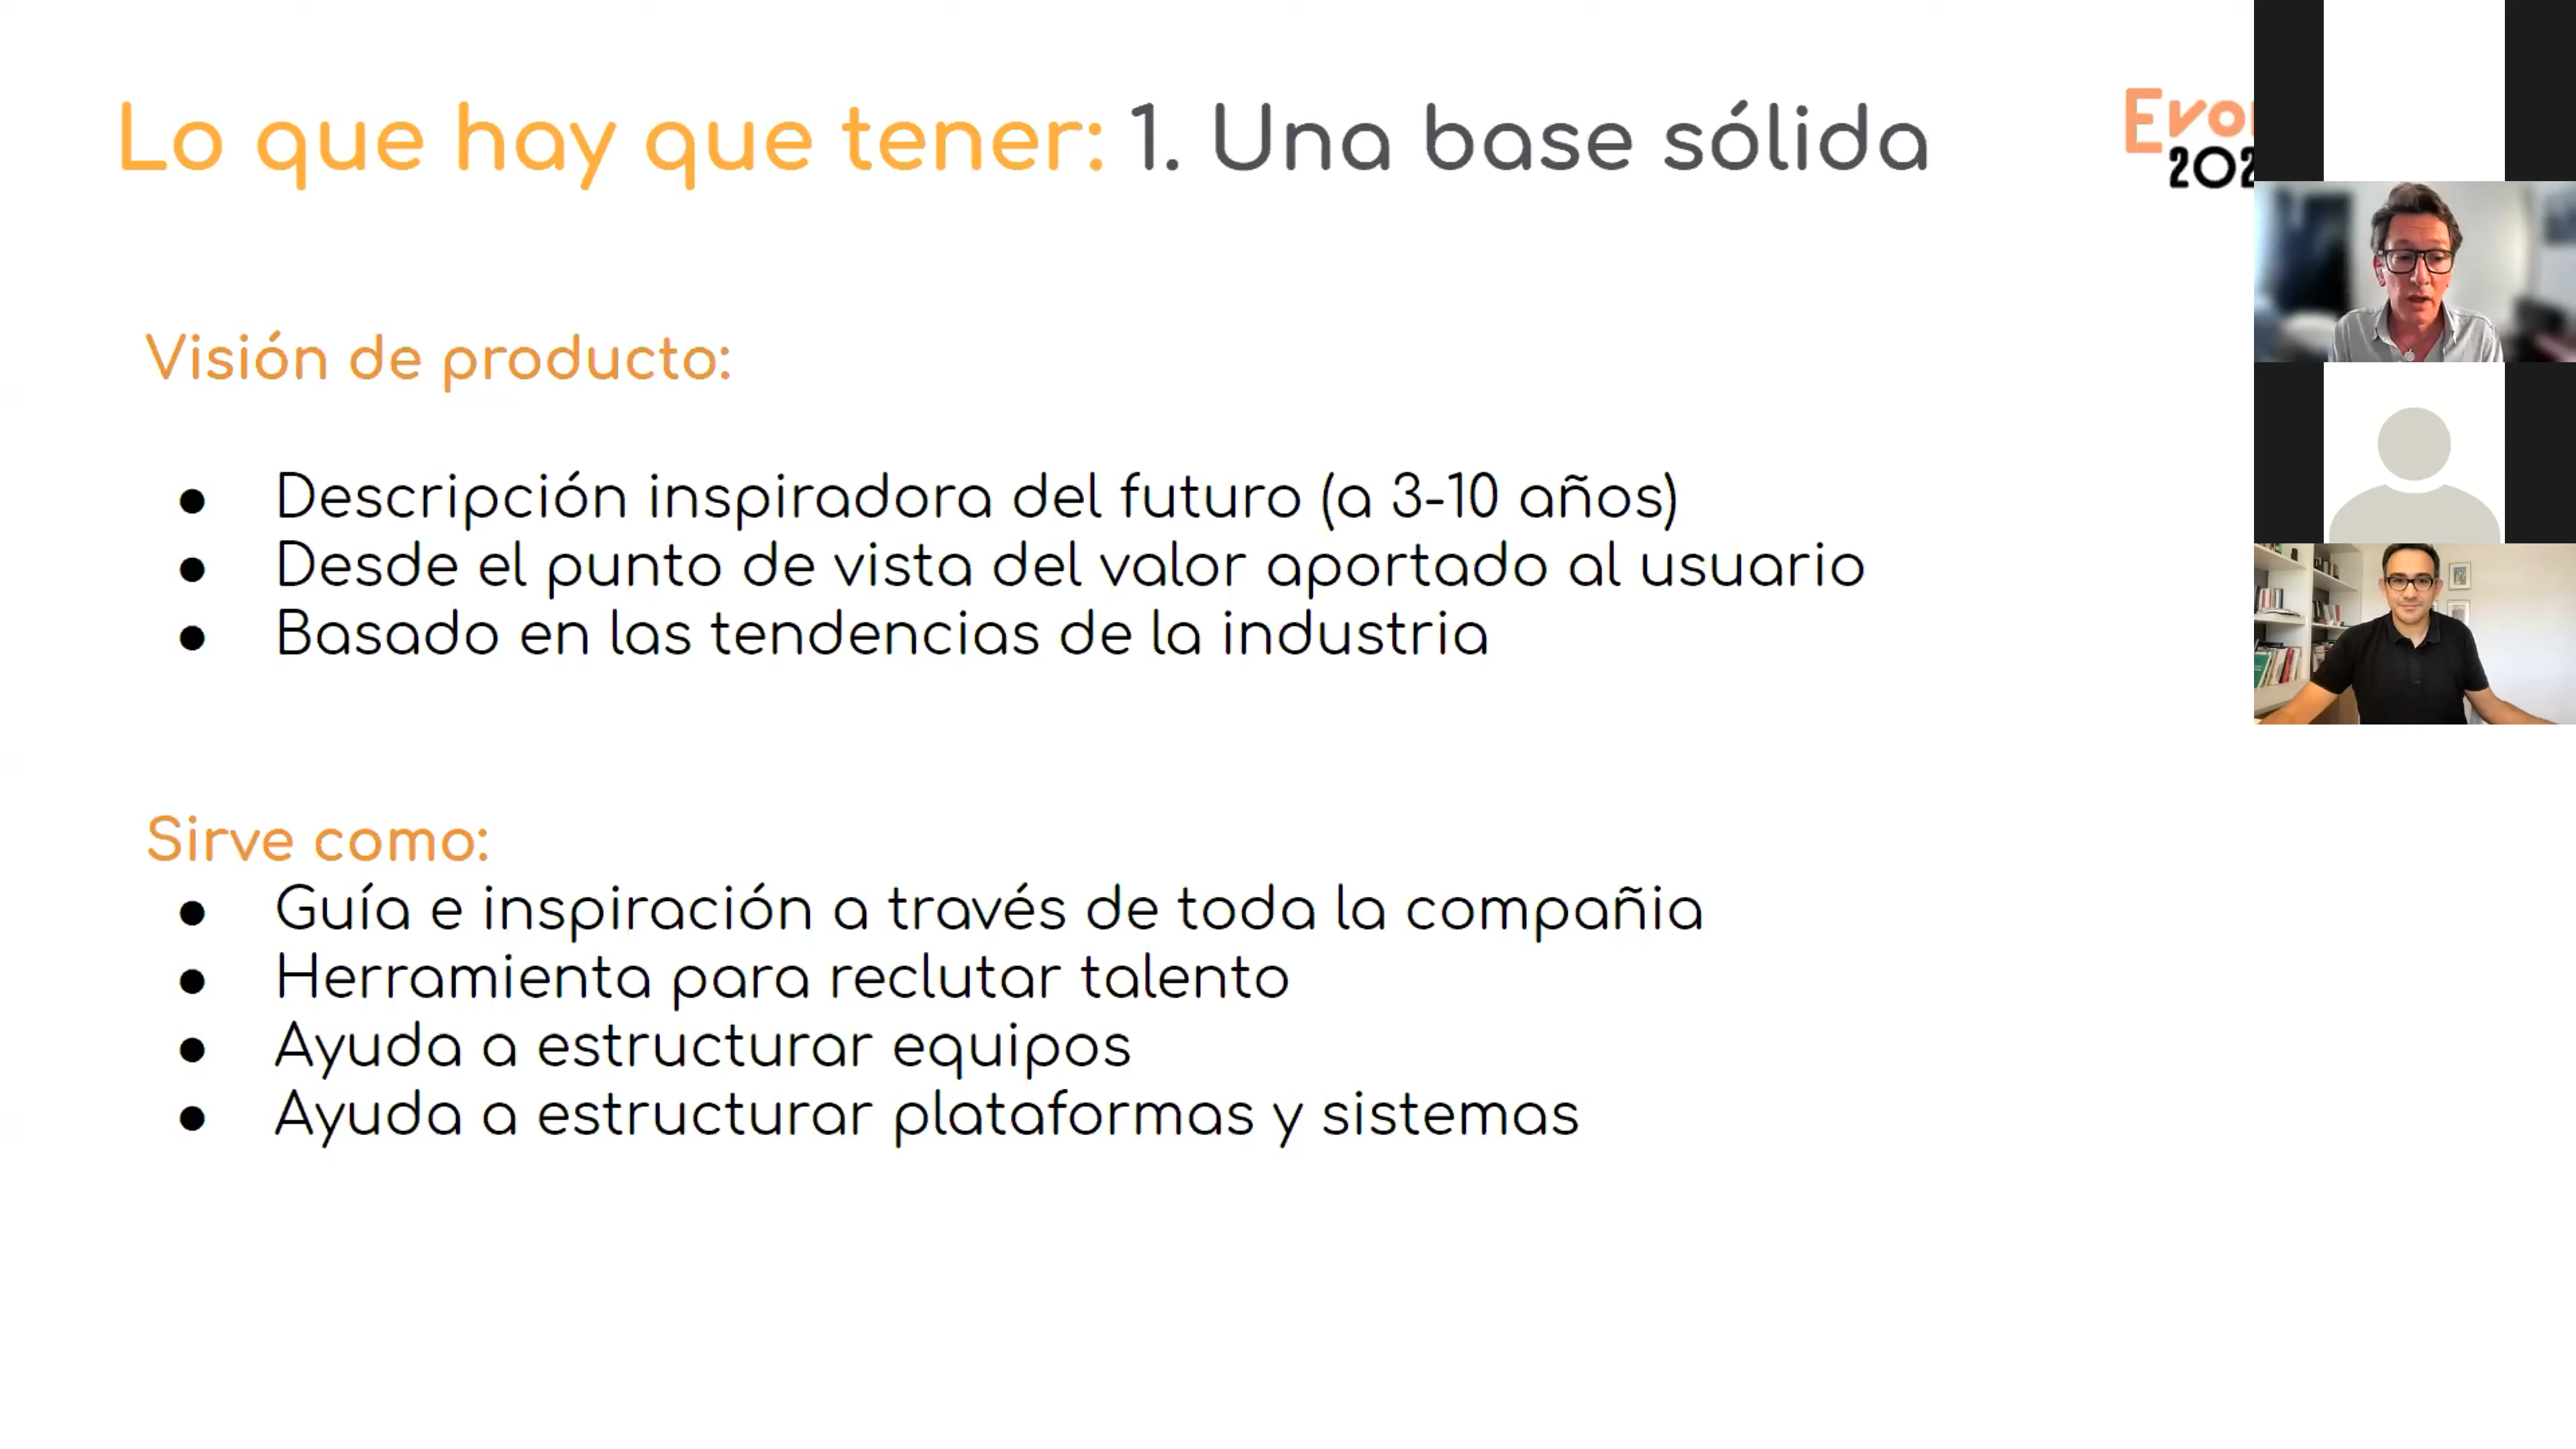 Lo que hay que tener: 1. Una base sólida
Visión de producto:
● Descripción inspiradora del futuro (a 3-10 años)
● Desde el punto de vista del valor aportado al usuario
● Basado en las tendencias de la industria
Sirve como:
● Guía e inspiración a través de toda la compañia
● Herramienta para reclutar talento
● Ayuda a estructurar equipos
● Ayuda a estructurar plataformas y sistemas